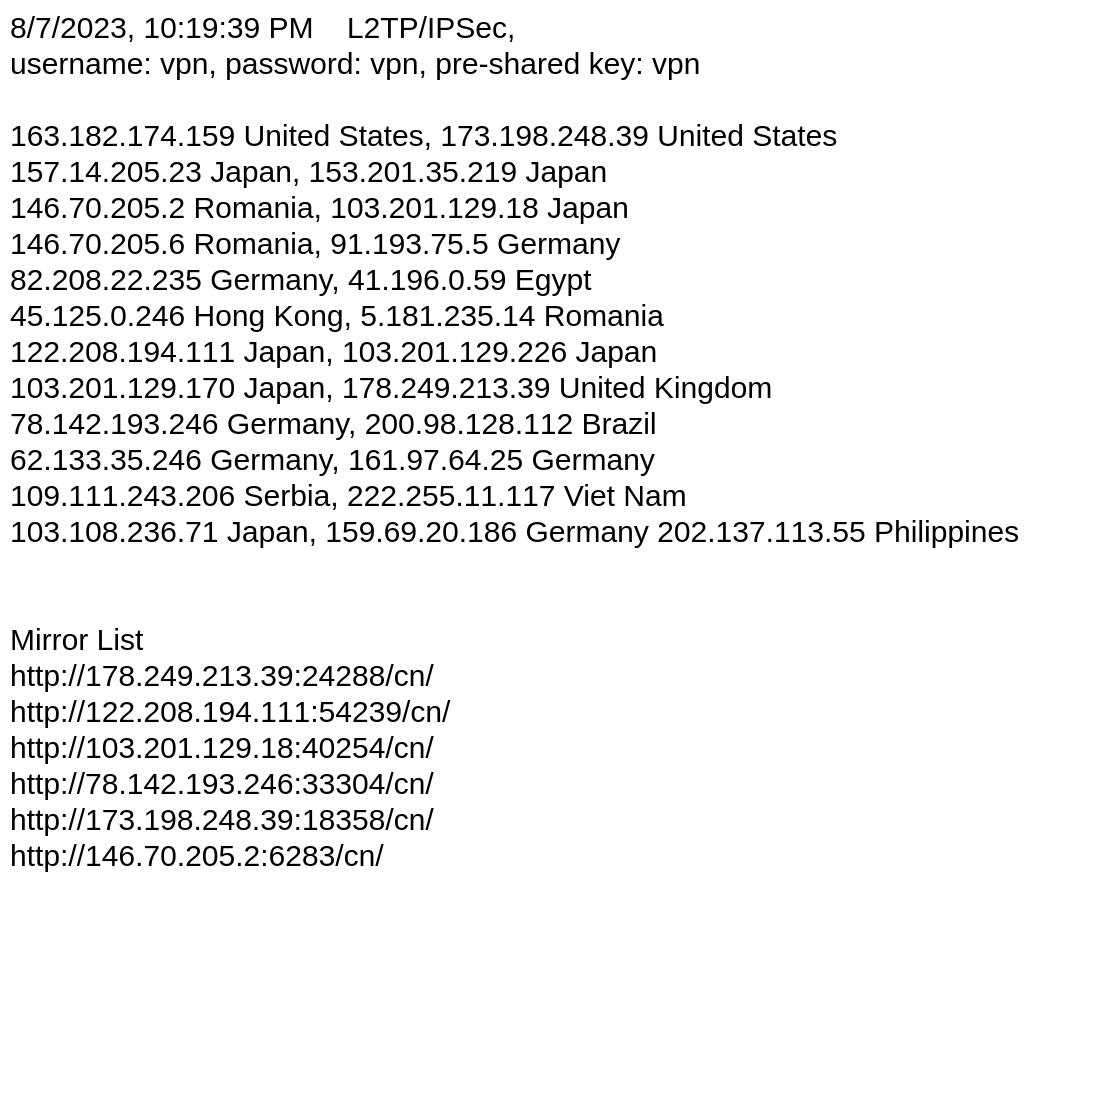 8/7/2023, 10:19:39 PM    L2TP/IPSec,
username: vpn, password: vpn, pre-shared key: vpn
163.182.174.159 United States, 173.198.248.39 United States
157.14.205.23 Japan, 153.201.35.219 Japan
146.70.205.2 Romania, 103.201.129.18 Japan
146.70.205.6 Romania, 91.193.75.5 Germany
82.208.22.235 Germany, 41.196.0.59 Egypt
45.125.0.246 Hong Kong, 5.181.235.14 Romania
122.208.194.111 Japan, 103.201.129.226 Japan
103.201.129.170 Japan, 178.249.213.39 United Kingdom
78.142.193.246 Germany, 200.98.128.112 Brazil
62.133.35.246 Germany, 161.97.64.25 Germany
109.111.243.206 Serbia, 222.255.11.117 Viet Nam
103.108.236.71 Japan, 159.69.20.186 Germany 202.137.113.55 Philippines
Mirror List
http://178.249.213.39:24288/cn/
http://122.208.194.111:54239/cn/
http://103.201.129.18:40254/cn/
http://78.142.193.246:33304/cn/
http://173.198.248.39:18358/cn/
http://146.70.205.2:6283/cn/